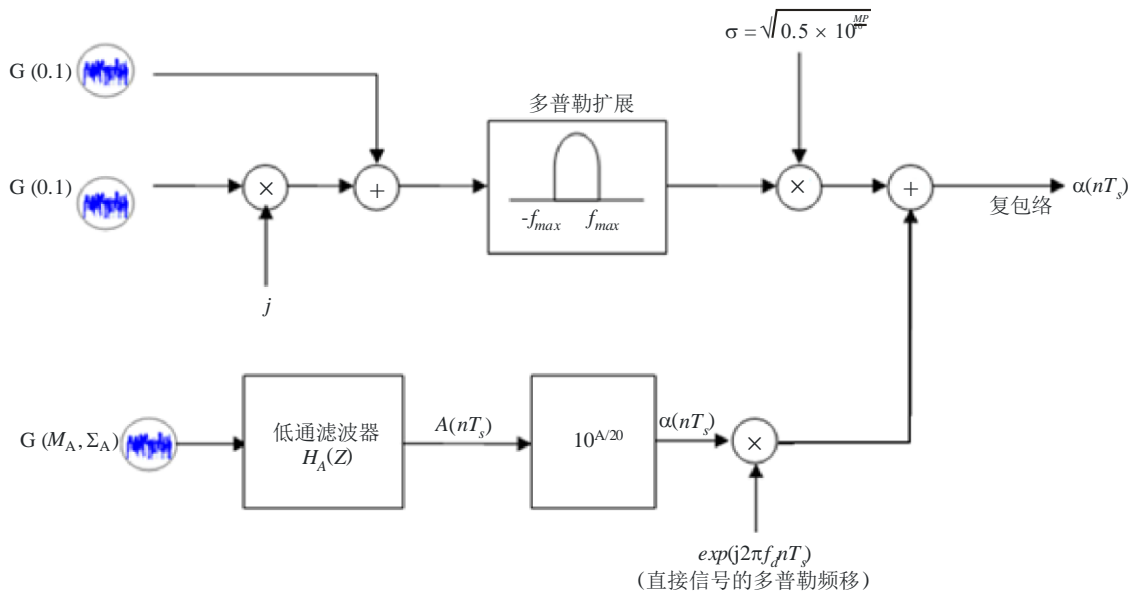 σ = √0.5 × 10^MP
G (0.1)
多普勒扩展
G (0.1)
×
+
-f_max f_max
×
+
α(nT_s)
复包络
j
G (M_A, Σ_A)
低通滤波器
H_A(Z)
A(nT_s)
10^A/20
α(nT_s)
×
exp(j2πf_d nT_s)
(直接信号的多普勒频移)